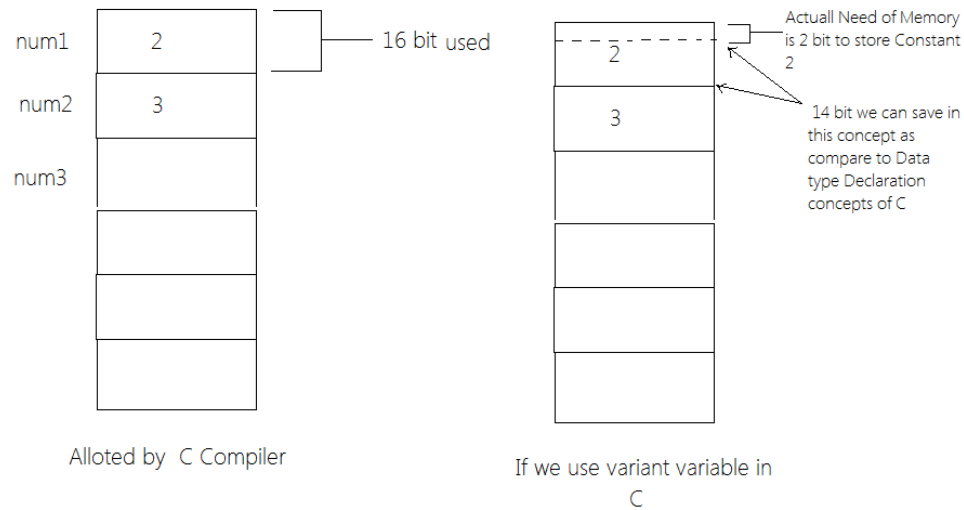 num1
2
16 bit used
num2
3
num3
Alloted by C Compiler
2
3
Actuall Need of Memory
is 2 bit to store Constant
2
14 bit we can save in
this concept as
compare to Data
type Declaration
concepts of C
If we use variant variable in
C